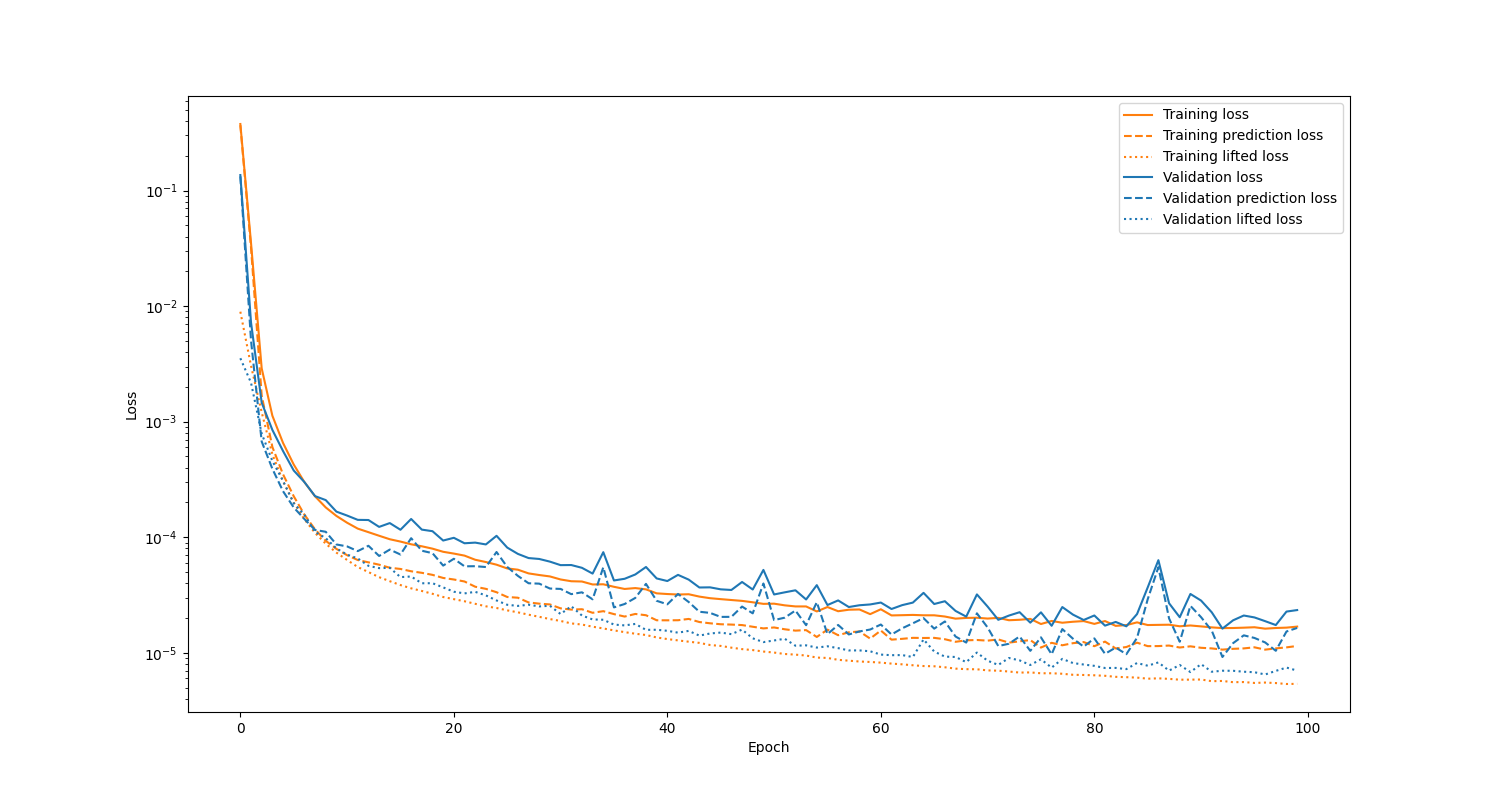 Training loss
Training prediction loss
Training lifted loss
Validation loss
Validation prediction loss
Validation lifted loss
10⁻¹
10⁻²
10⁻³
10⁻⁴
10⁻⁵
Loss
0 20 40 60 80 100
Epoch